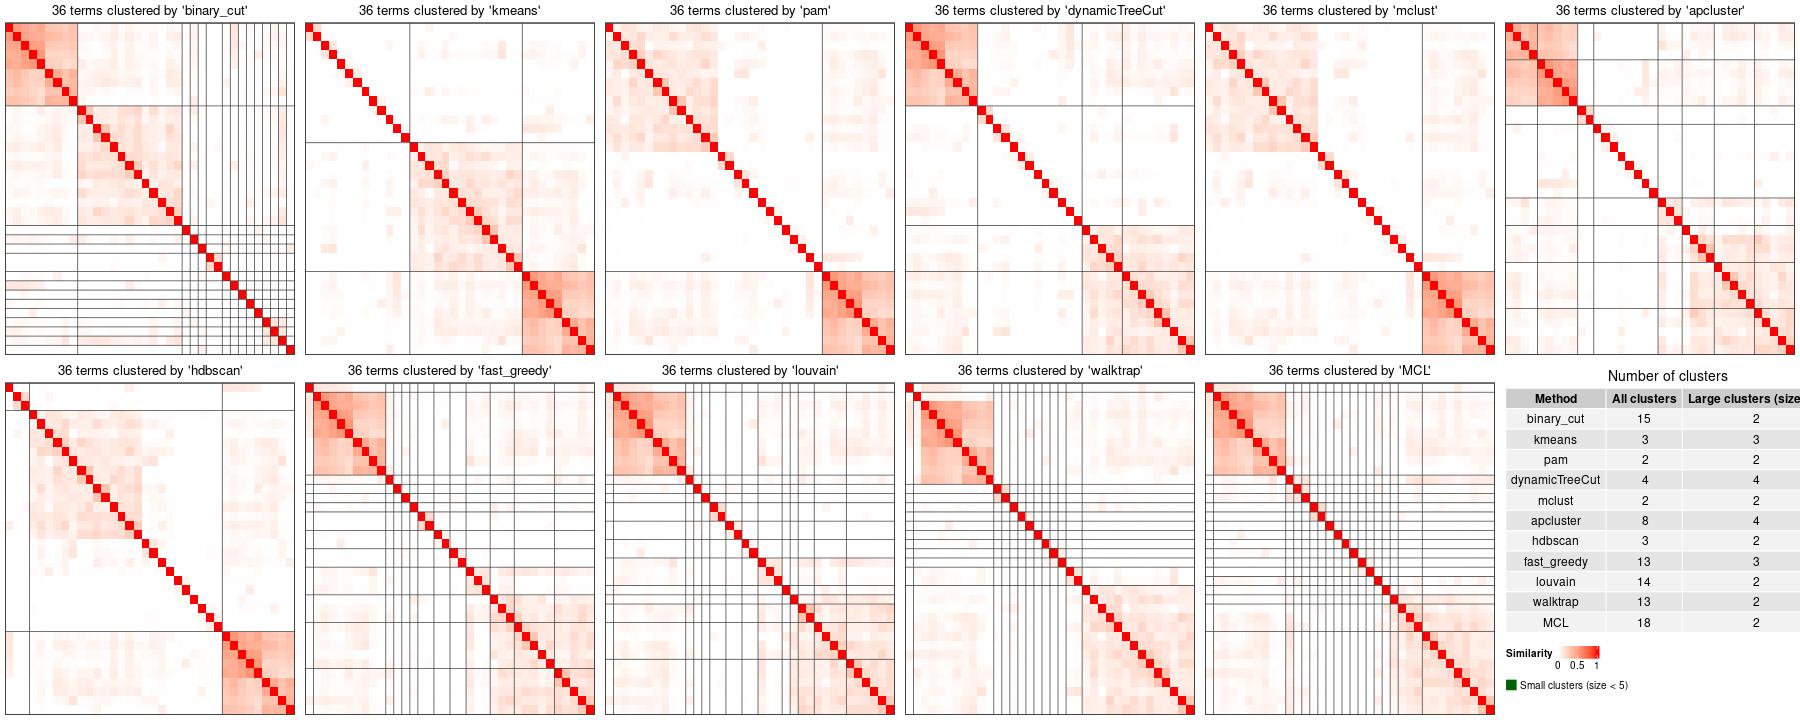 36 terms clustered by 'binary_cut'
36 terms clustered by 'kmeans'
36 terms clustered by 'pam'
36 terms clustered by 'dynamicTreeCut'
36 terms clustered by 'mclust'
36 terms clustered by 'apcluster'
36 terms clustered by 'hdbscan'
36 terms clustered by 'fast_greedy'
36 terms clustered by 'louvain'
36 terms clustered by 'walktrap'
36 terms clustered by 'MCL'
Number of clusters
Method All clusters Large clusters (size
binary_cut 15 2
kmeans 3 3
pam 2 2
dynamicTreeCut 4 4
mclust 2 2
apcluster 8 4
hdbscan 3 2
fast_greedy 13 3
louvain 14 2
walktrap 13 2
MCL 18 2
Similarity
0 0.5 1
Small clusters (size < 5)